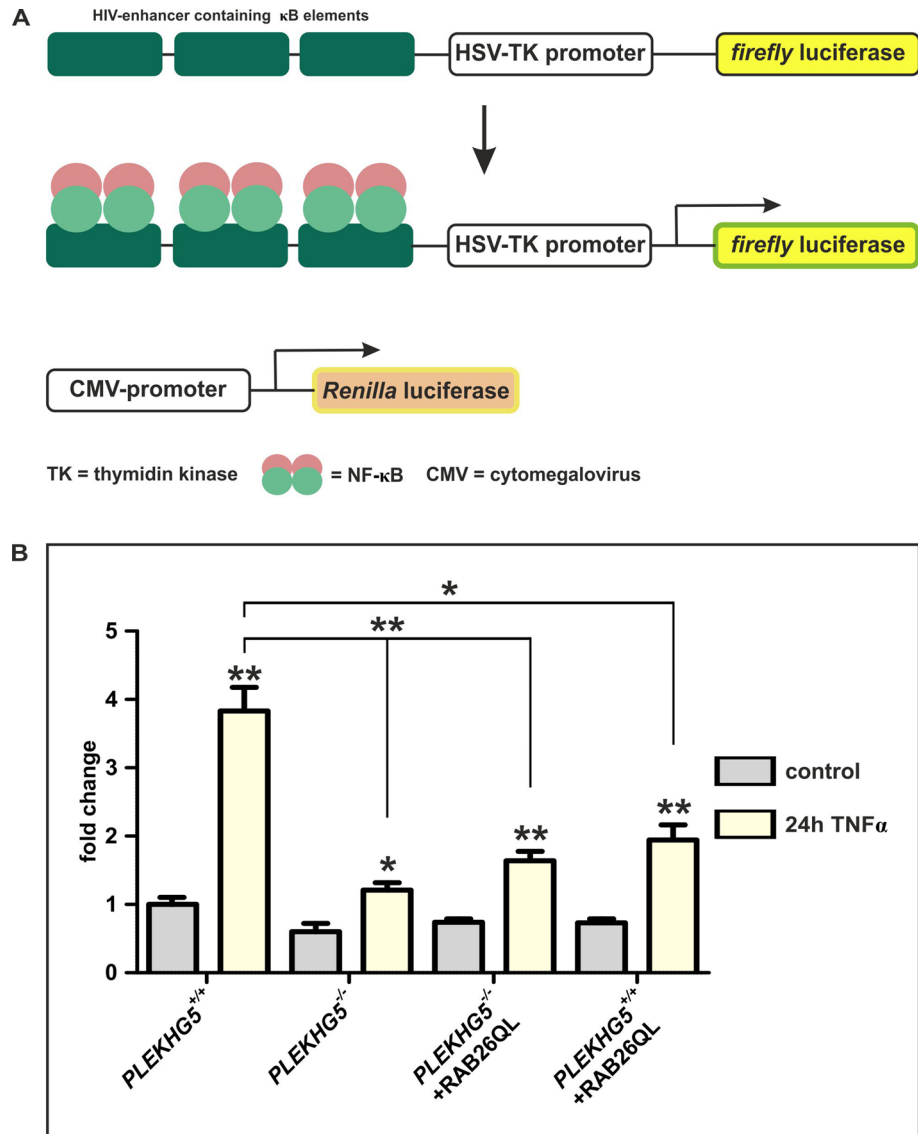 A
HIV-enhancer containing κB elements
HSV-TK promoter
firefly luciferase
HSV-TK promoter
firefly luciferase
CMV-promoter
Renilla luciferase
TK = thymidin kinase
= NF-κB
CMV = cytomegalovirus
B
fold change
5
4
3
2
1
0
*
**
**
*
**
**
control
24h TNFα
PLEKHG5+/+
PLEKHG5-/-
PLEKHG5-/-
+RAB26QL
PLEKHG5+/+
+RAB26QL